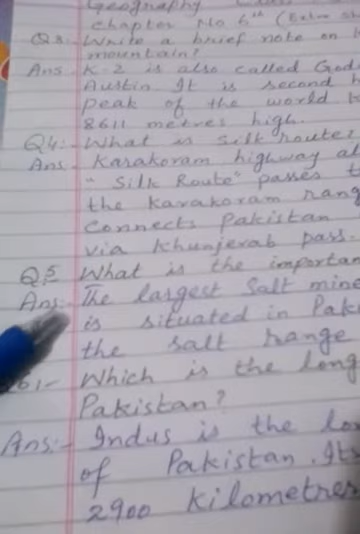 Geography
Chapter No 6th
Q3:- Write a brief note on
mountain?
Ans:- K-2 is also called God
Austin It is second
peak of the world
8611 metres high.
Q4:- What is silk route?
Ans:- Karakoram highway al
" Silk Route" passes
the Karakoram rang
connects Pakistan
via Khunjerab pass.
Q5 What is the importan
Ans:- The largest Salt mine
is situated in Pak
the salt range
Which is the long
Pakistan?
Ans:- Indus is the lo
of Pakistan. Its
2900 kilometres